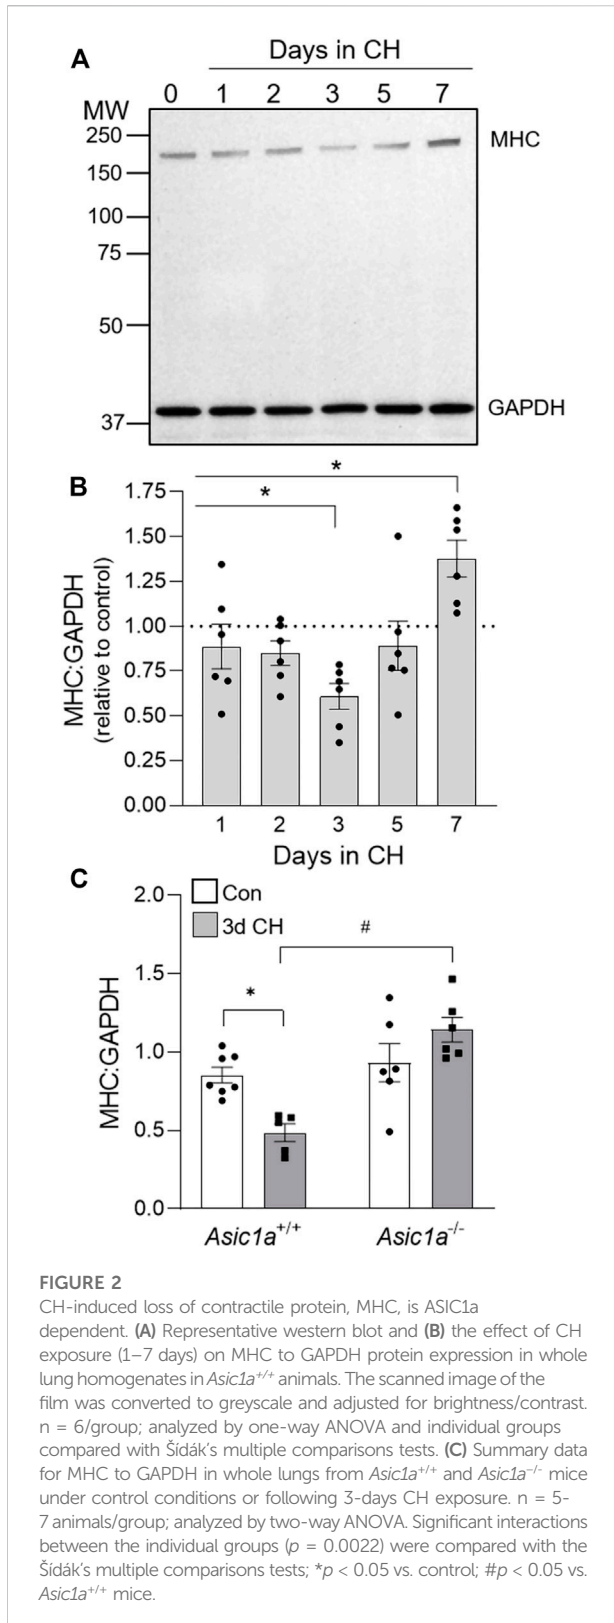 A
Days in CH
0 1 2 3 5 7
MW
250
MHC
150
100
75
50
GAPDH
37
B
*
*
1.75
1.50
1.25
1.00
0.75
0.50
0.25
0.00
MHC:GAPDH
(relative to control)
1 2 3 5 7
Days in CH
C
Con
3d CH
2.0
1.5
1.0
0.5
0.0
MHC:GAPDH
#
*
Asic1a+/+ Asic1a-/-
FIGURE 2
CH-induced loss of contractile protein, MHC, is ASIC1a
dependent. (A) Representative western blot and (B) the effect of CH
exposure (1–7 days) on MHC to GAPDH protein expression in whole
lung homogenates in Asic1a+/+ animals. The scanned image of the
film was converted to greyscale and adjusted for brightness/contrast.
n = 6/group; analyzed by one-way ANOVA and individual groups
compared with Šídák's multiple comparisons tests. (C) Summary data
for MHC to GAPDH in whole lungs from Asic1a+/+ and Asic1a−/− mice
under control conditions or following 3-days CH exposure. n = 5-
7 animals/group; analyzed by two-way ANOVA. Significant interactions
between the individual groups (p = 0.0022) were compared with the
Šídák's multiple comparisons tests; *p < 0.05 vs. control; #p < 0.05 vs.
Asic1a+/+ mice.